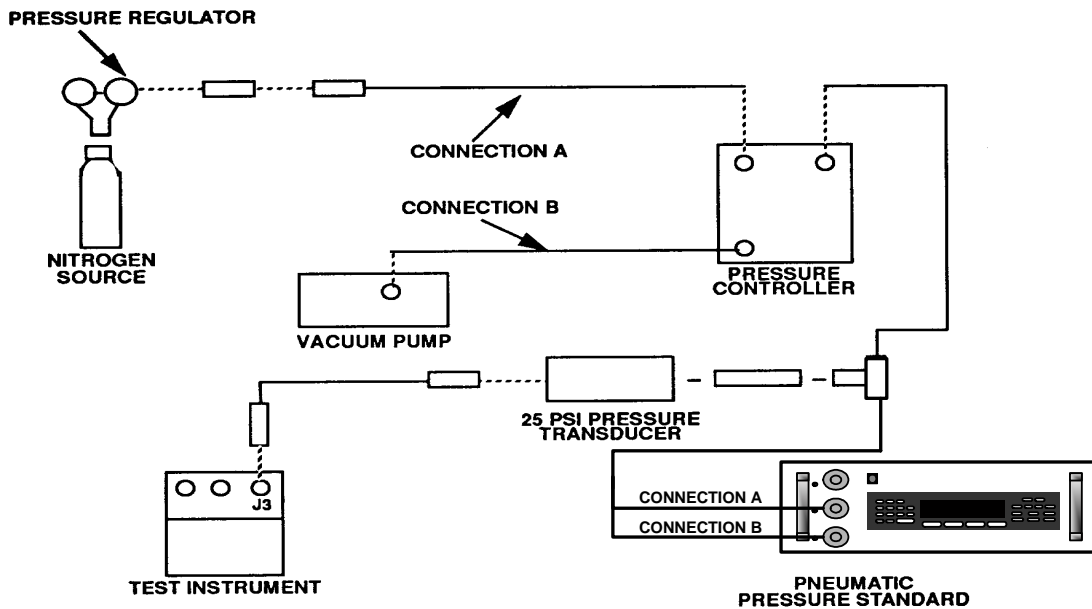 PRESSURE REGULATOR
CONNECTION A
CONNECTION B
NITROGEN
SOURCE
PRESSURE
CONTROLLER
VACUUM PUMP
25 PSI PRESSURE
TRANSDUCER
J3
CONNECTION A
CONNECTION B
TEST INSTRUMENT
PNEUMATIC
PRESSURE STANDARD